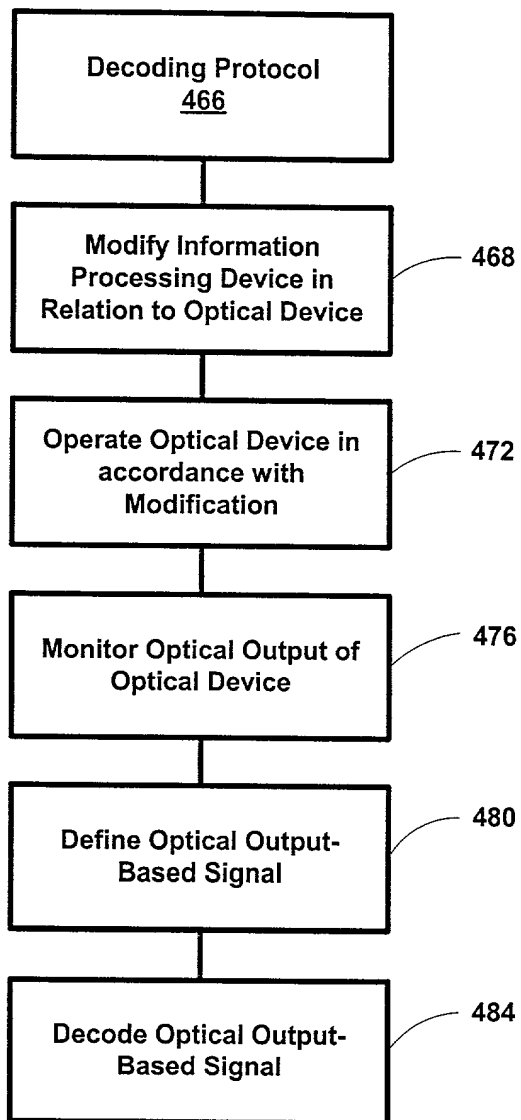 Decoding Protocol
466
Modify Information
Processing Device in
Relation to Optical Device
468
Operate Optical Device in
accordance with
Modification
472
Monitor Optical Output of
Optical Device
476
Define Optical Output-
Based Signal
480
Decode Optical Output-
Based Signal
484